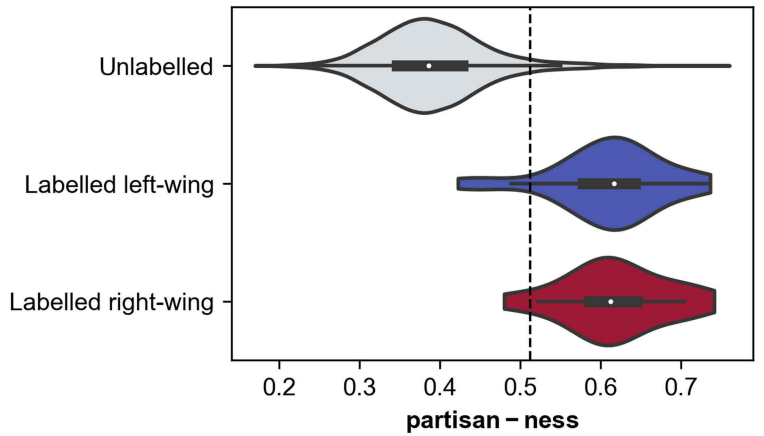 Unlabelled
Labelled left-wing
Labelled right-wing
0.2 0.3 0.4 0.5 0.6 0.7
partisan − ness